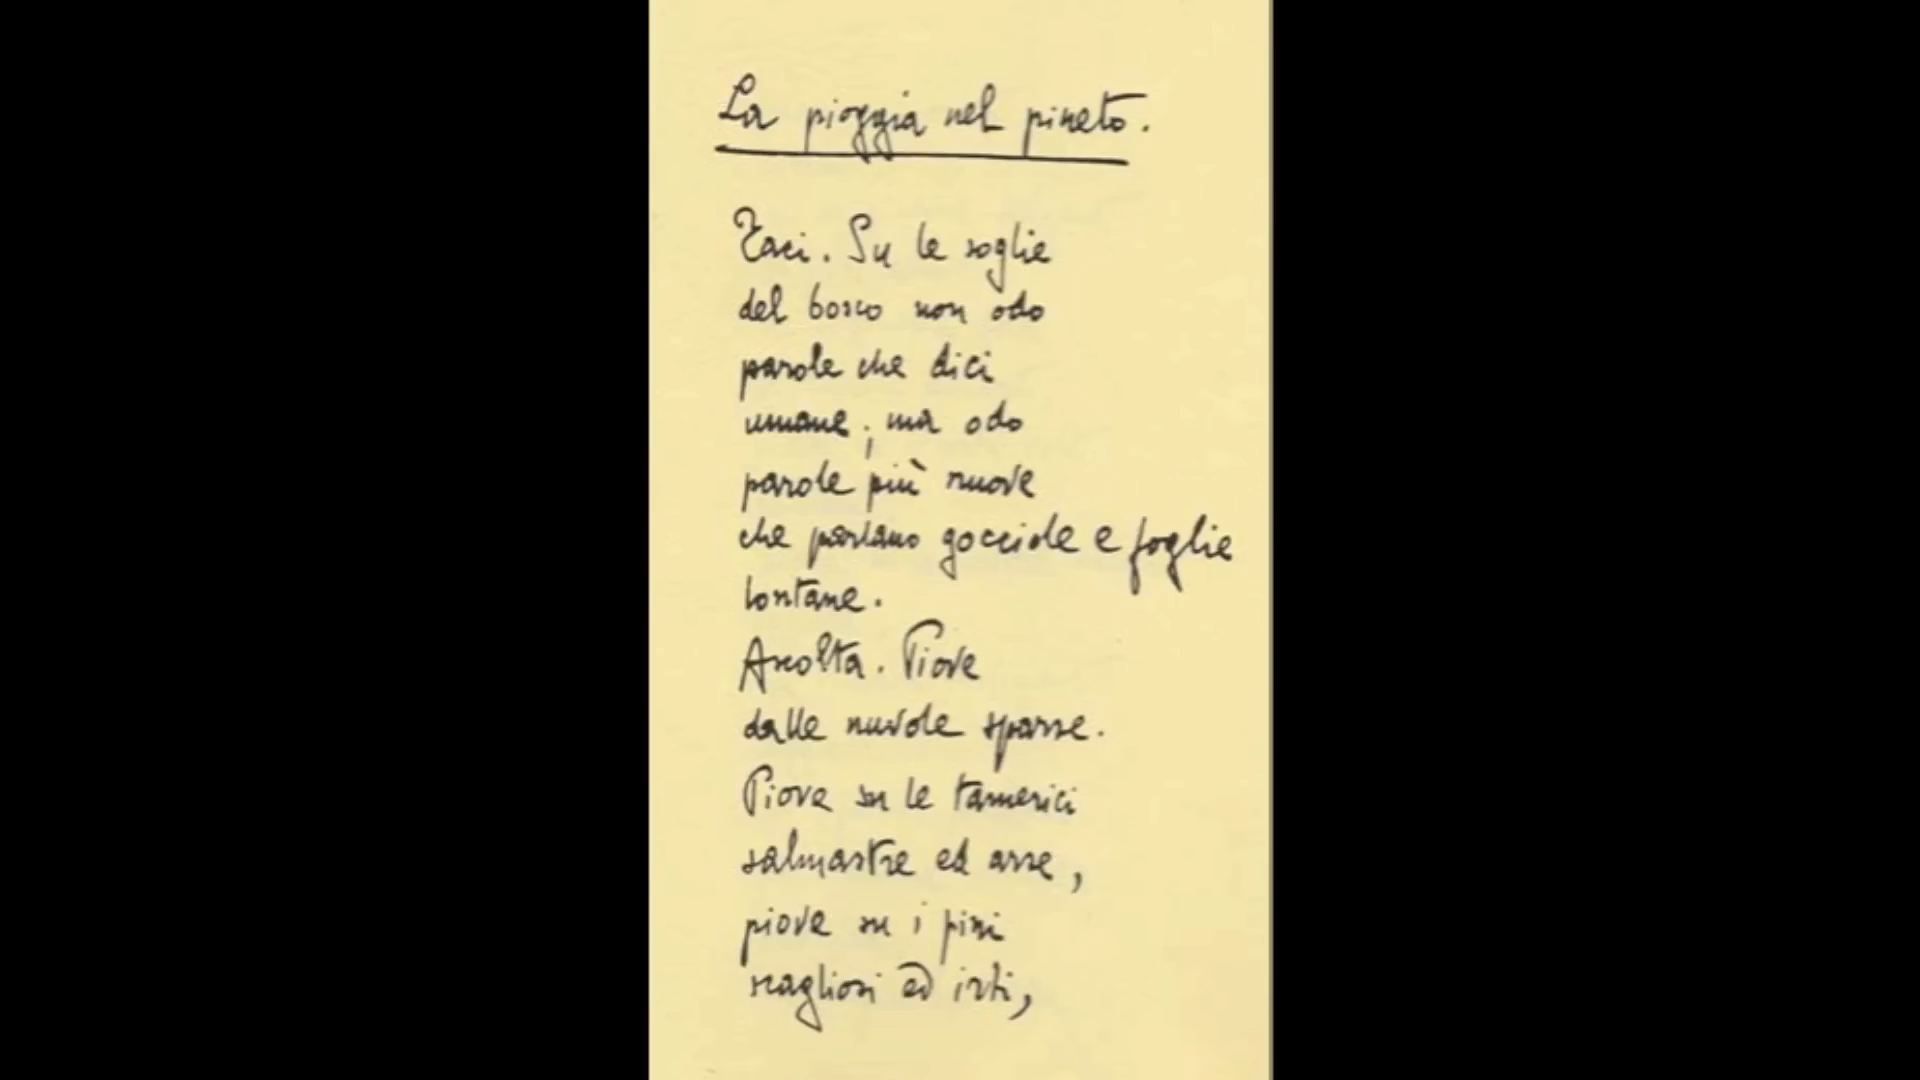 La pioggia nel pineto.
Taci. Su le soglie
del bosco non odo
parole che dici
umane; ma odo
parole più nuove
che parlano gocciole e foglie
lontane.
Ascolta. Piove
dalle nuvole sparse.
Piove su le tamerici
salmastre ed arse,
piove su i pini
scagliosi ed irti,